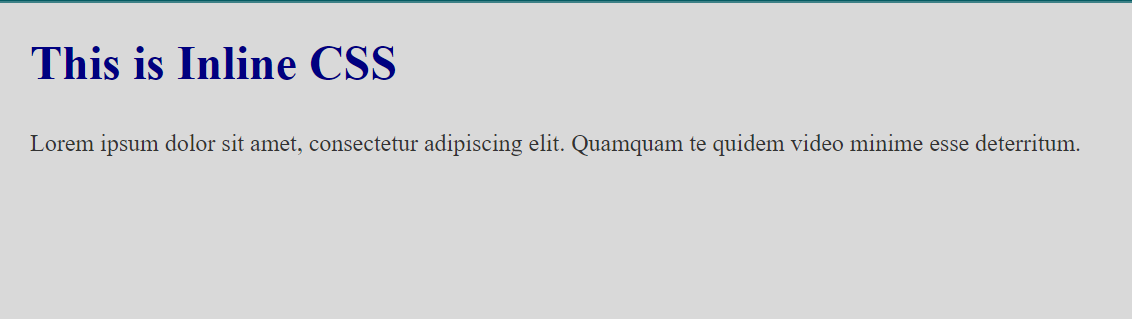 This is Inline CSS
Lorem ipsum dolor sit amet, consectetur adipiscing elit. Quamquam te quidem video minime esse deterritum.